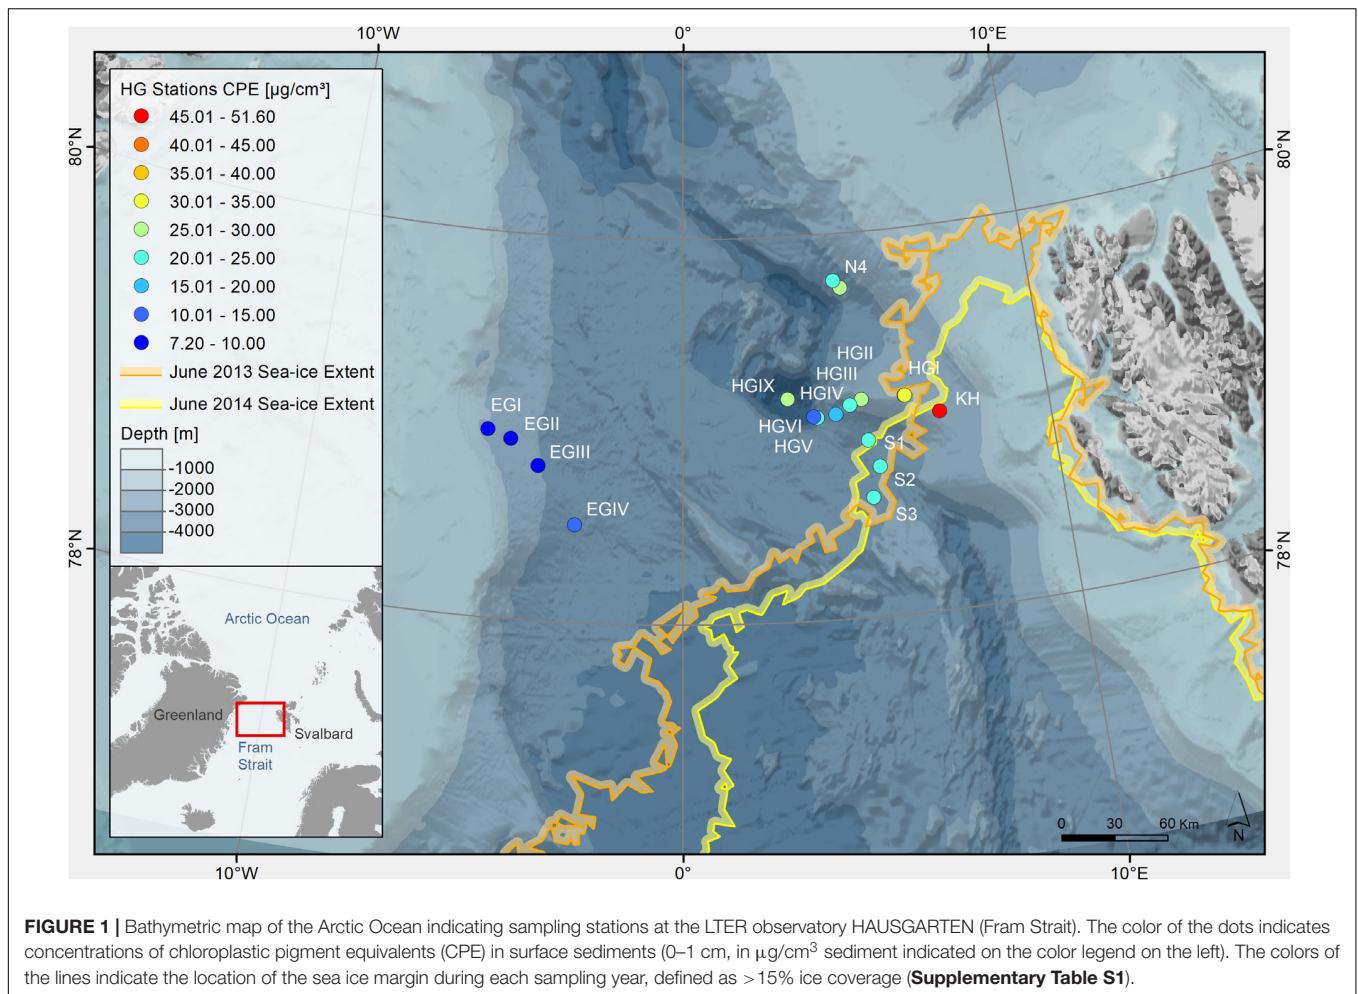 10°W
0°
10°E
80°N
80°N
HG Stations CPE [µg/cm³]
45.01 - 51.60
40.01 - 45.00
35.01 - 40.00
30.01 - 35.00
25.01 - 30.00
20.01 - 25.00
15.01 - 20.00
10.01 - 15.00
7.20 - 10.00
June 2013 Sea-ice Extent
June 2014 Sea-ice Extent
Depth [m]
-1000
-2000
-3000
-4000
N4
HGII
HGIII
HGI
HGIX
HGIV
KH
HGVI
HGV
S1
S2
S3
EGI
EGII
EGIII
EGIV
78°N
78°N
Arctic Ocean
Greenland
Svalbard
Fram
Strait
0 30 60 Km
N
10°W
0°
10°E
FIGURE 1 | Bathymetric map of the Arctic Ocean indicating sampling stations at the LTER observatory HAUSGARTEN (Fram Strait). The color of the dots indicates
concentrations of chloroplastic pigment equivalents (CPE) in surface sediments (0–1 cm, in µg/cm³ sediment indicated on the color legend on the left). The colors of
the lines indicate the location of the sea ice margin during each sampling year, defined as >15% ice coverage (Supplementary Table S1).